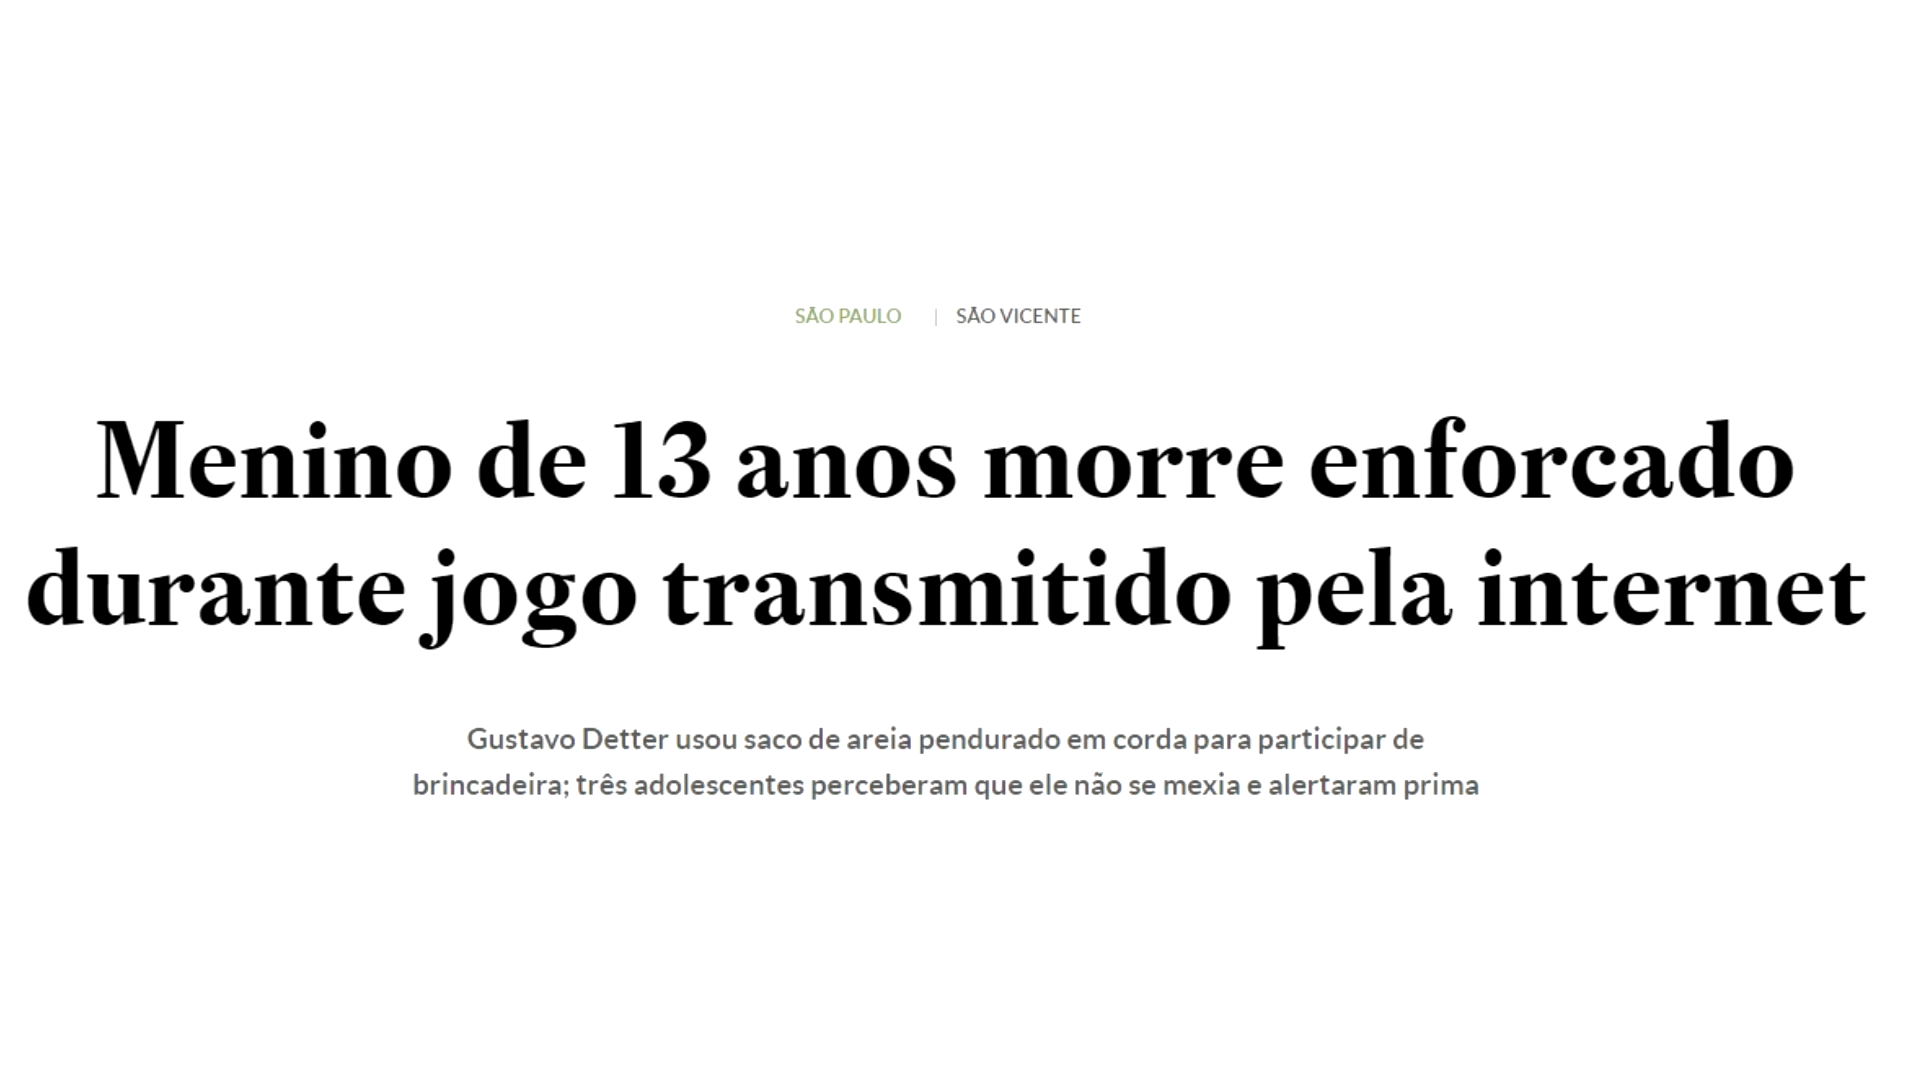 SÃO PAULO | SÃO VICENTE
Menino de 13 anos morre enforcado
durante jogo transmitido pela internet
Gustavo Detter usou saco de areia pendurado em corda para participar de
brincadeira; três adolescentes perceberam que ele não se mexia e alertaram prima